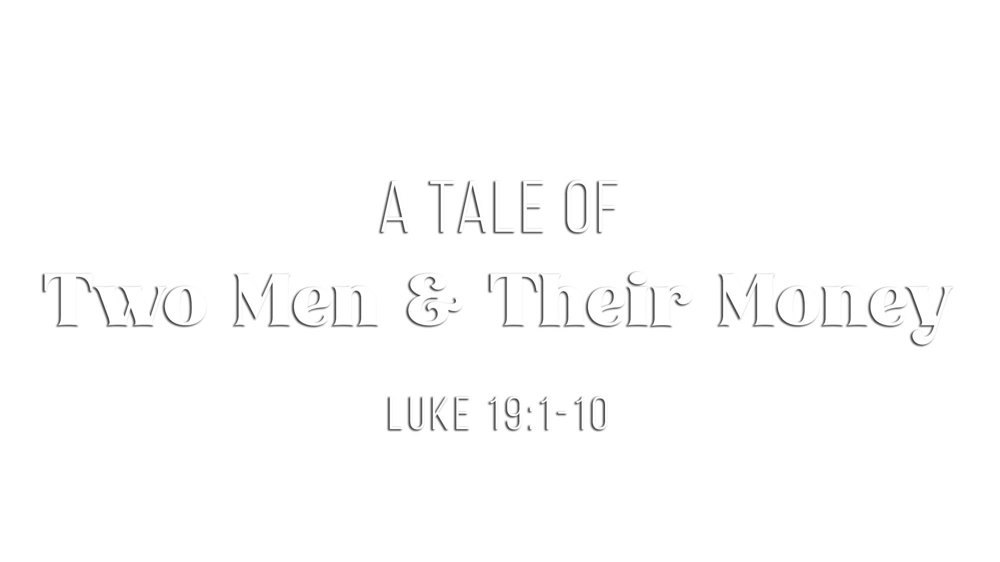 A TALE OF
Two Men & Their Money
LUKE 19:1-10